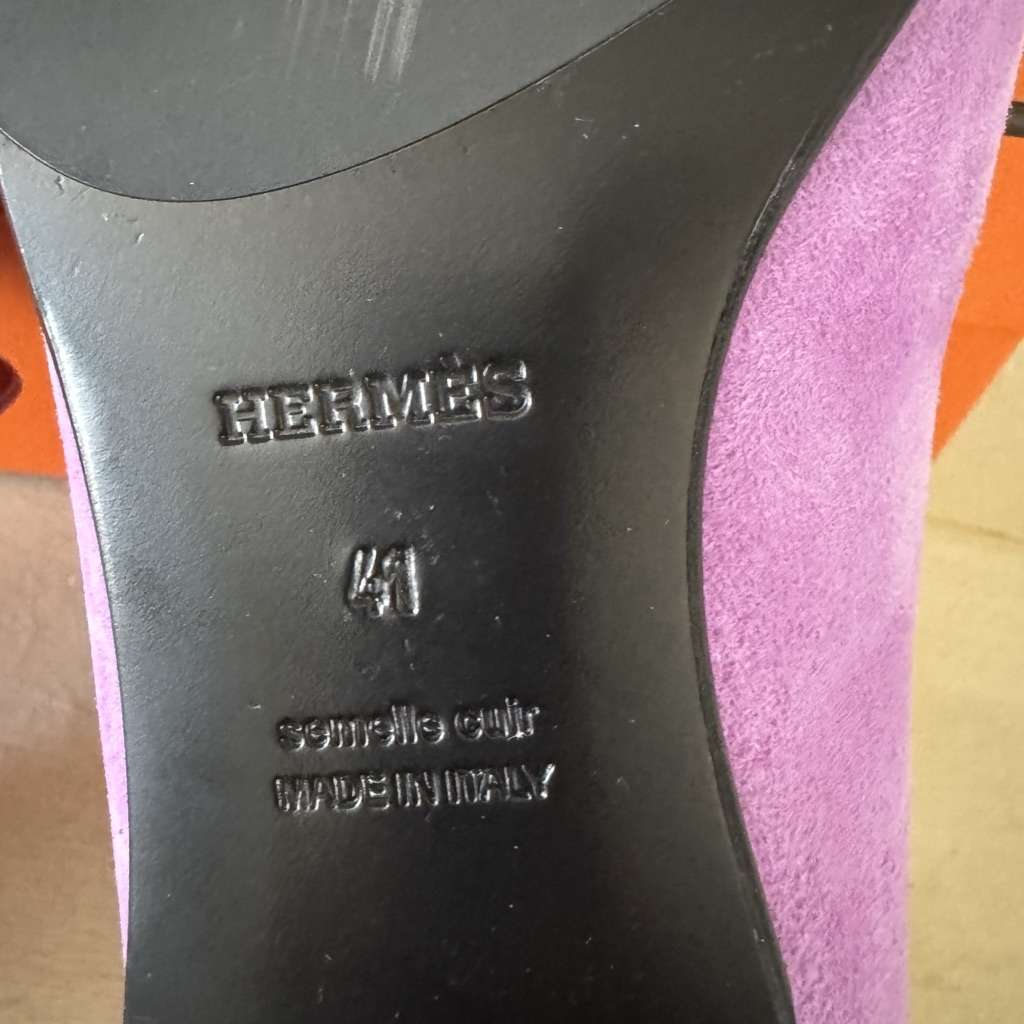 HERMÈS
41
semelle cuir
MADE IN ITALY